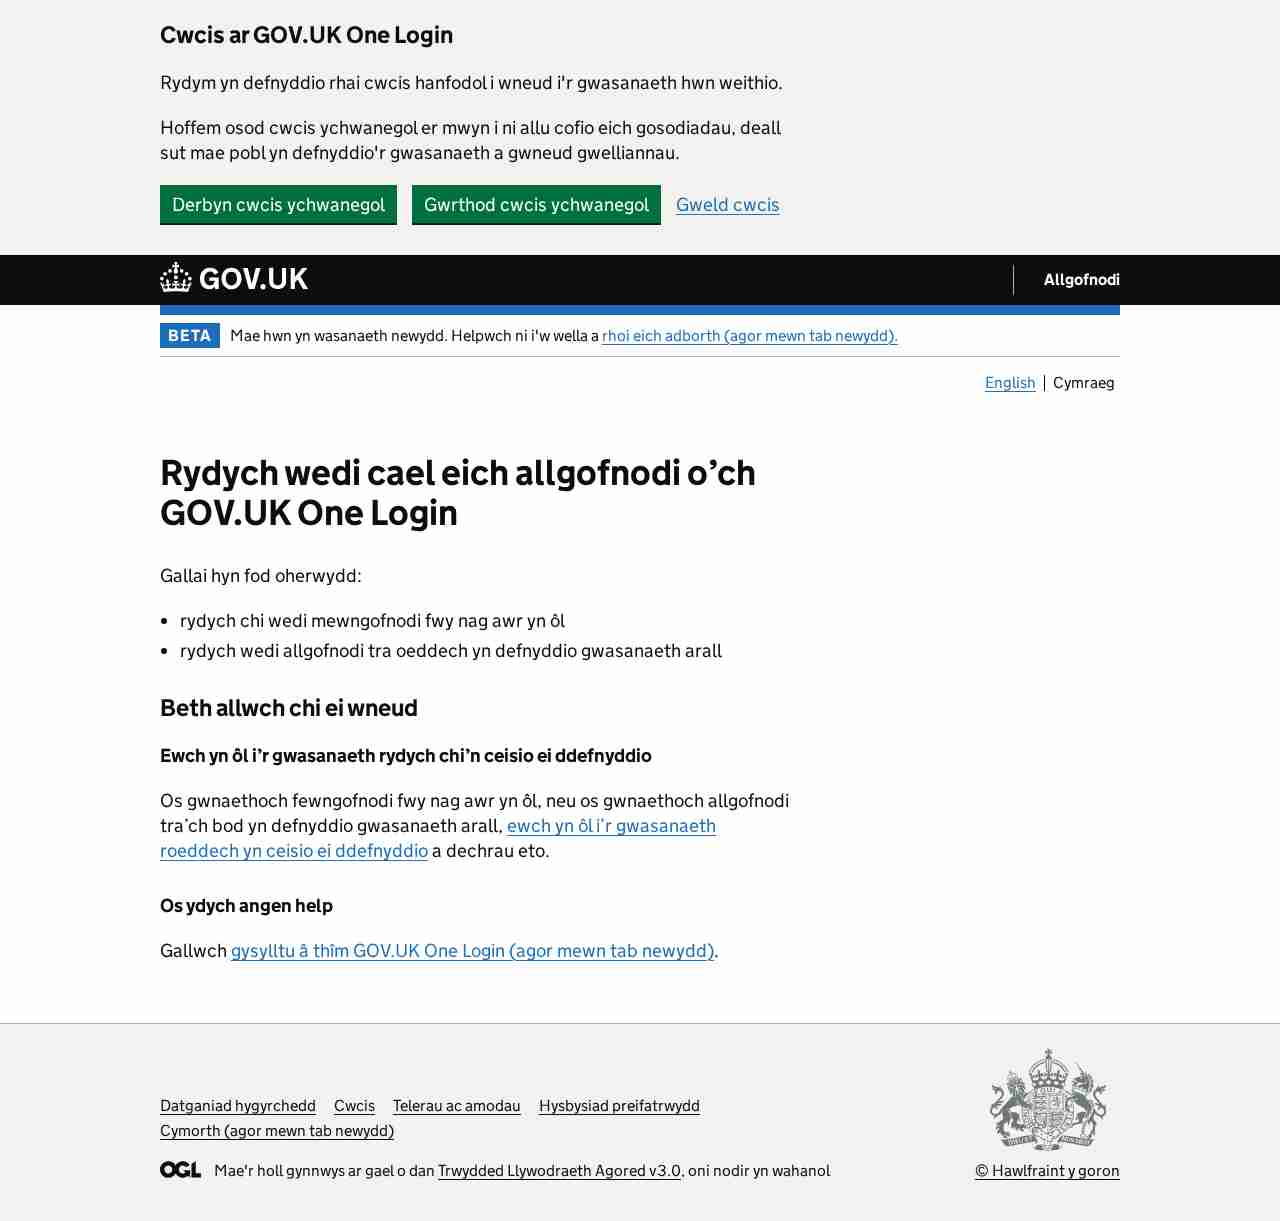 Cwcis ar GOV.UK One Login
Rydym yn defnyddio rhai cwcis hanfodol i wneud i'r gwasanaeth hwn weithio.
Hoffem osod cwcis ychwanegol er mwyn i ni allu cofio eich gosodiadau, deall
sut mae pobl yn defnyddio'r gwasanaeth a gwneud gwelliannau.
Derbyn cwcis ychwanegol Gwrthod cwcis ychwanegol Gweld cwcis
GOV.UK Allgofnodi
BETA Mae hwn yn wasanaeth newydd. Helpwch ni i'w wella a rhoi eich adborth (agor mewn tab newydd).
English Cymraeg
Rydych wedi cael eich allgofnodi o’ch
GOV.UK One Login
Gallai hyn fod oherwydd:
• rydych chi wedi mewngofnodi fwy nag awr yn ôl
• rydych wedi allgofnodi tra oeddech yn defnyddio gwasanaeth arall
Beth allwch chi ei wneud
Ewch yn ôl i’r gwasanaeth rydych chi’n ceisio ei ddefnyddio
Os gwnaethoch fewngofnodi fwy nag awr yn ôl, neu os gwnaethoch allgofnodi
tra’ch bod yn defnyddio gwasanaeth arall, ewch yn ôl i’r gwasanaeth
roeddech yn ceisio ei ddefnyddio a dechrau eto.
Os ydych angen help
Gallwch gysylltu â thîm GOV.UK One Login (agor mewn tab newydd).
Datganiad hygyrchedd Cwcis Telerau ac amodau Hysbysiad preifatrwydd
Cymorth (agor mewn tab newydd)
OGL Mae'r holl gynnwys ar gael o dan Trwydded Llywodraeth Agored v3.0, oni nodir yn wahanol
© Hawlfraint y goron